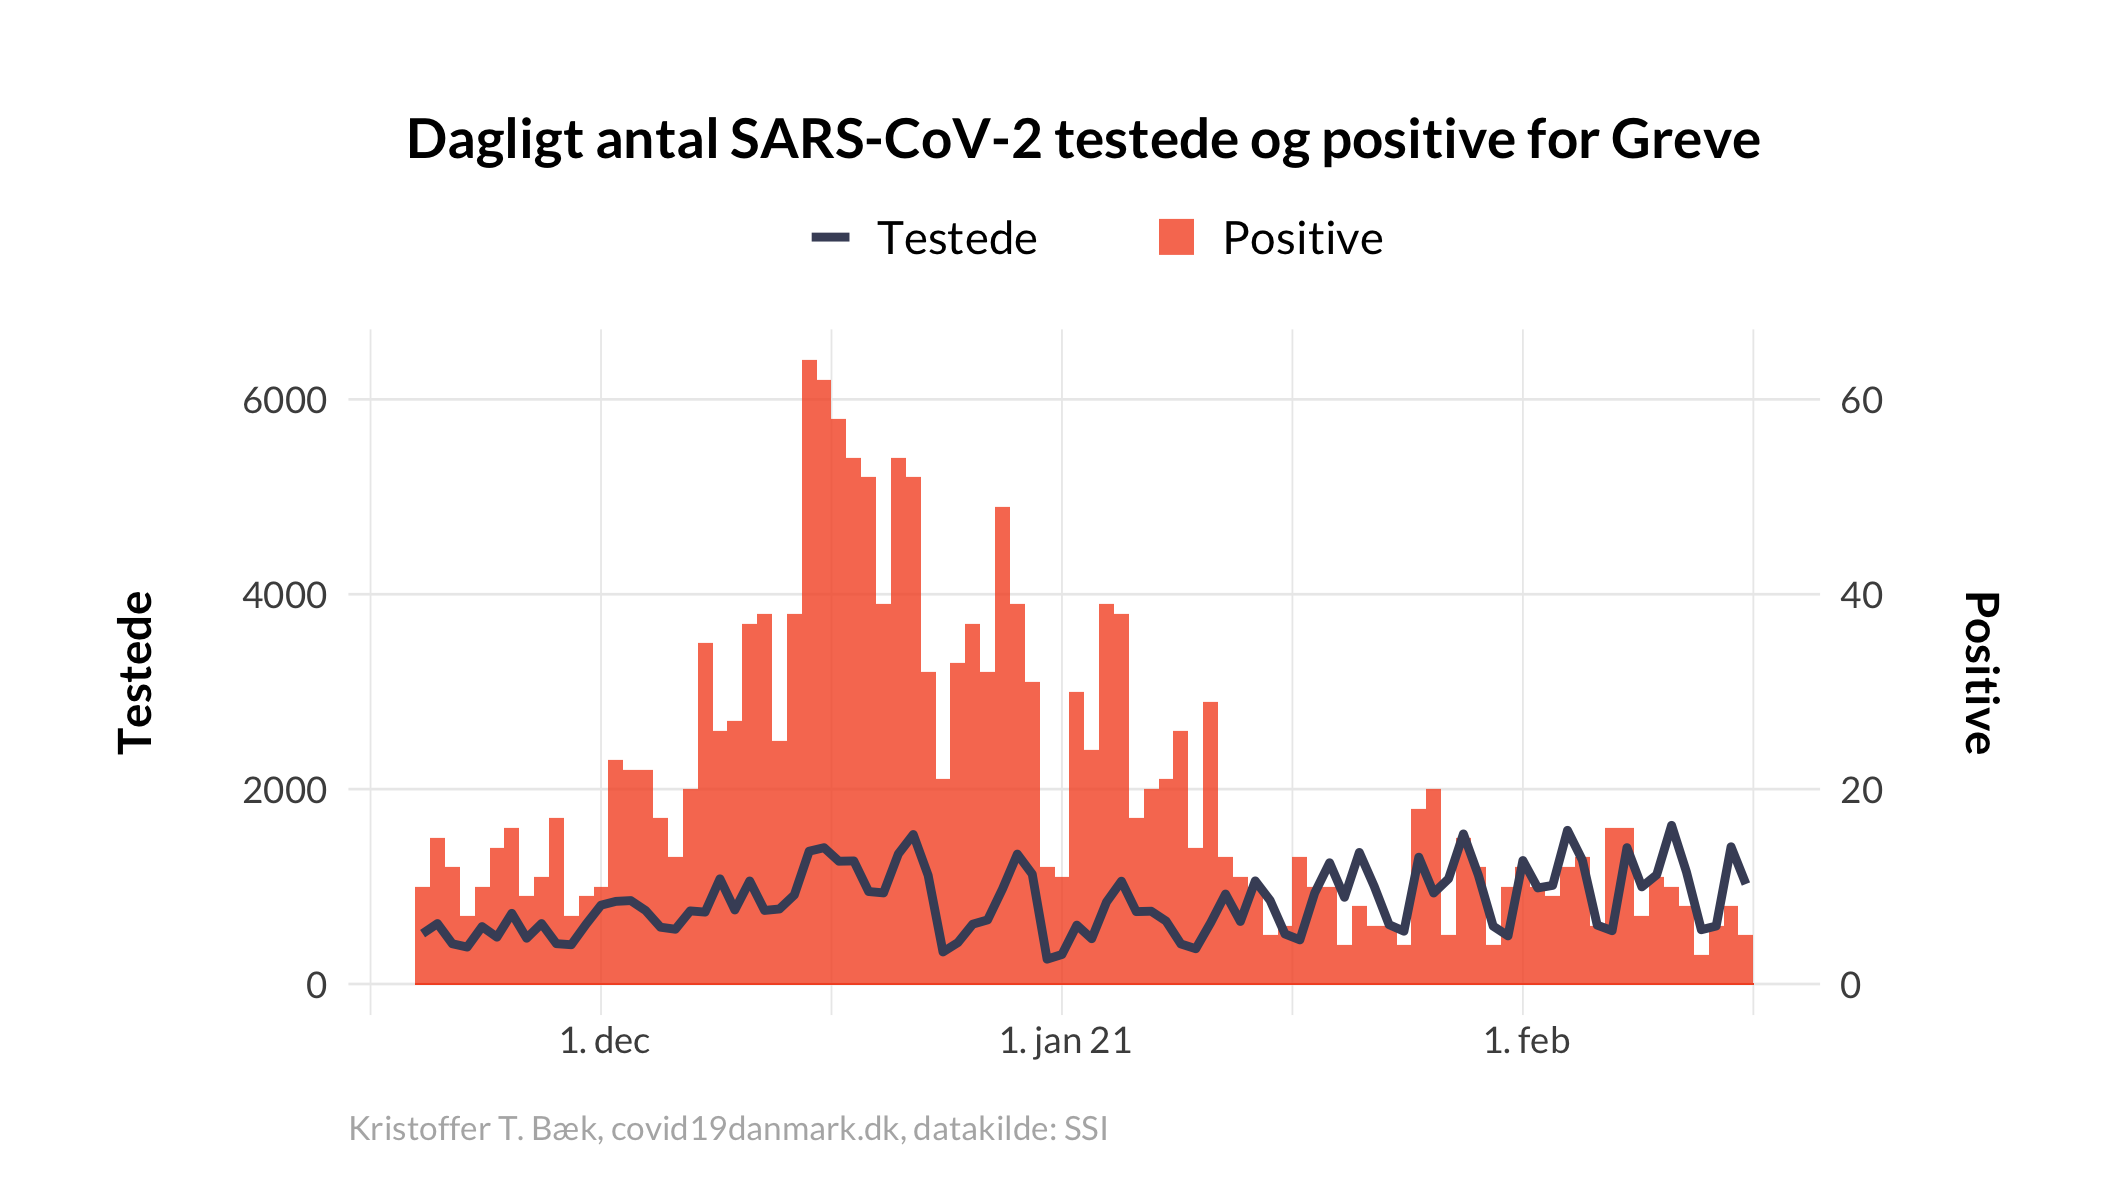 Dagligt antal SARS-CoV-2 testede og positive for Greve
Testede
Positive
6000
4000
2000
0
60
40
20
0
Testede
Positive
1. dec
1. jan 21
1. feb
Kristoffer T. Bæk, covid19danmark.dk, datakilde: SSI